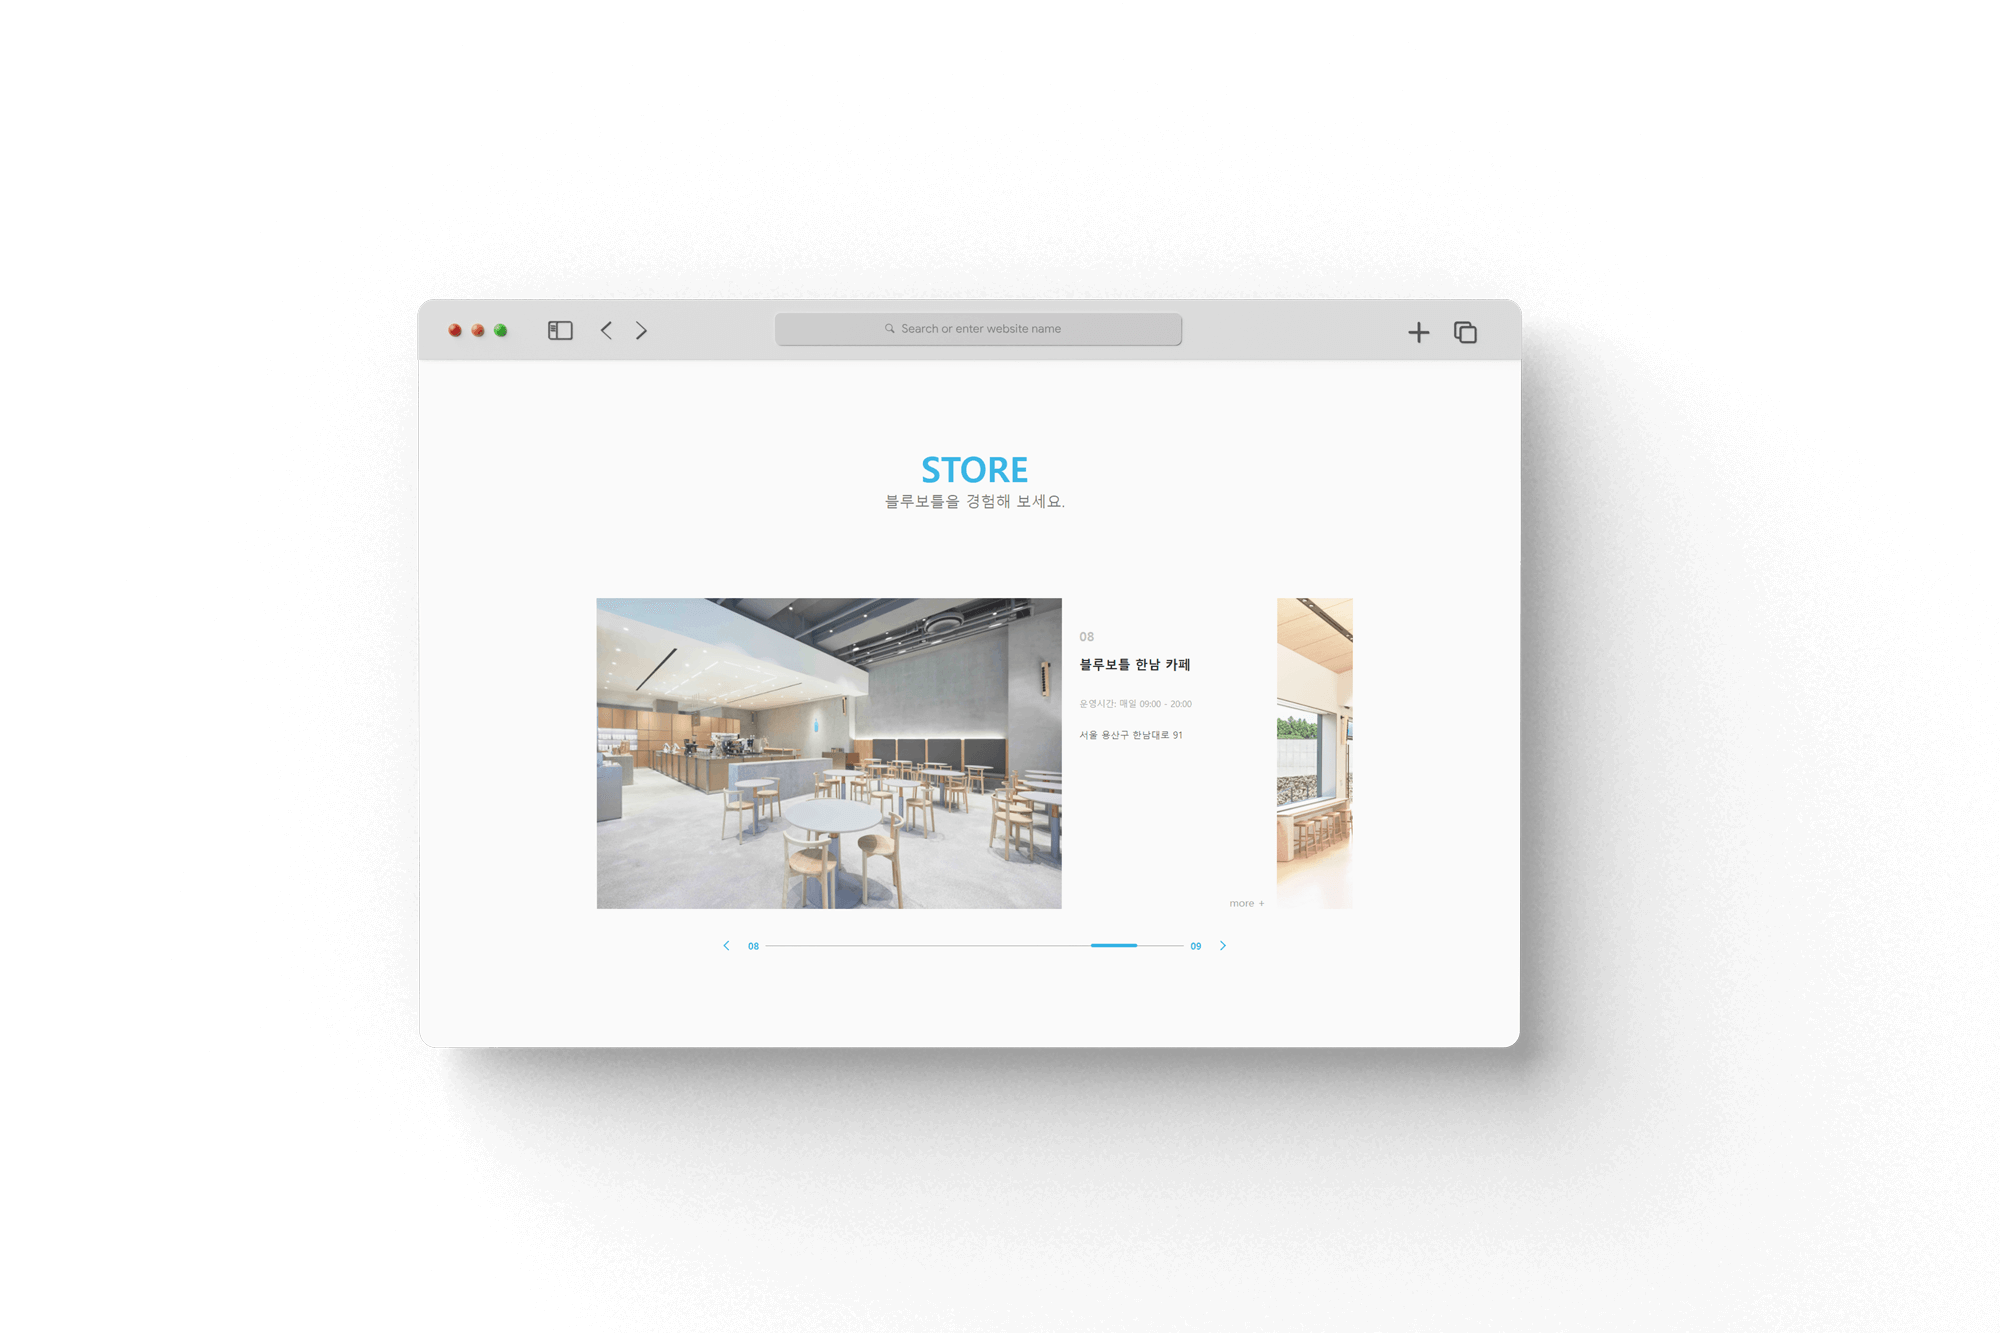 Search or enter website name
STORE
블루보틀을 경험해 보세요.
08
블루보틀 한남 카페
운영시간: 매일 09:00 - 20:00
서울 용산구 한남대로 91
more +
08
09